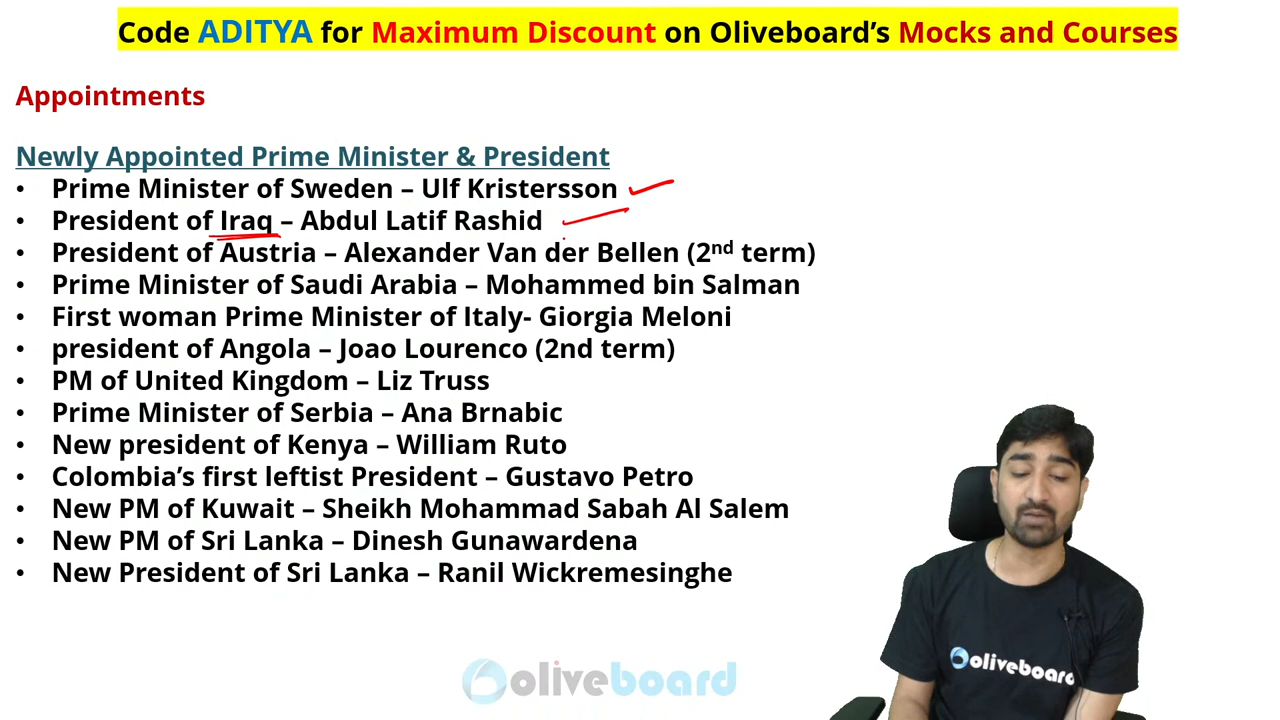 Code ADITYA for Maximum Discount on Oliveboard's Mocks and Courses
Appointments
Newly Appointed Prime Minister & President
• Prime Minister of Sweden – Ulf Kristersson
• President of Iraq – Abdul Latif Rashid
• President of Austria – Alexander Van der Bellen (2nd term)
• Prime Minister of Saudi Arabia – Mohammed bin Salman
• First woman Prime Minister of Italy- Giorgia Meloni
• president of Angola – Joao Lourenco (2nd term)
• PM of United Kingdom – Liz Truss
• Prime Minister of Serbia – Ana Brnabic
• New president of Kenya – William Ruto
• Colombia's first leftist President – Gustavo Petro
• New PM of Kuwait – Sheikh Mohammad Sabah Al Salem
• New PM of Sri Lanka – Dinesh Gunawardena
• New President of Sri Lanka – Ranil Wickremesinghe
oliveboard
oliveboard